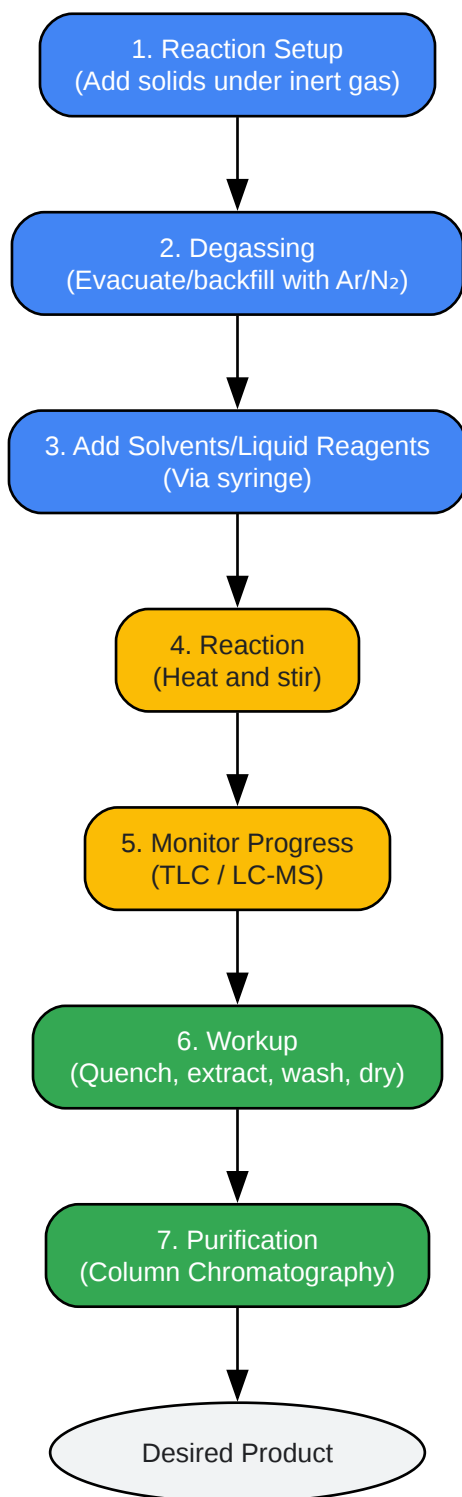 1. Reaction Setup
(Add solids under inert gas)
2. Degassing
(Evacuate/backfill with Ar/N₂)
3. Add Solvents/Liquid Reagents
(Via syringe)
4. Reaction
(Heat and stir)
5. Monitor Progress
(TLC / LC-MS)
6. Workup
(Quench, extract, wash, dry)
7. Purification
(Column Chromatography)
Desired Product